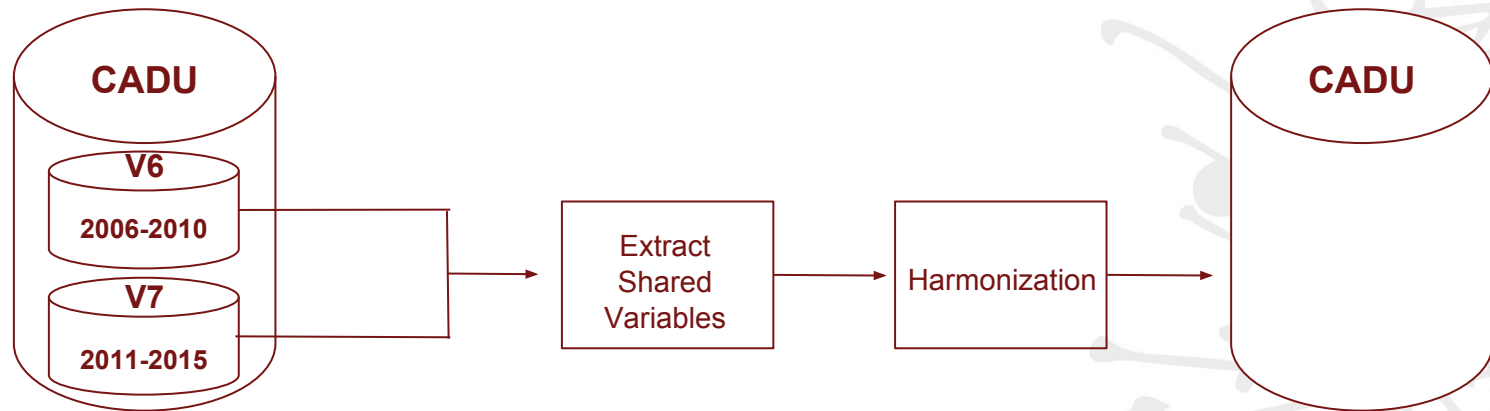 CADU
V6
2006-2010
V7
2011-2015
Extract
Shared
Variables
Harmonization
CADU